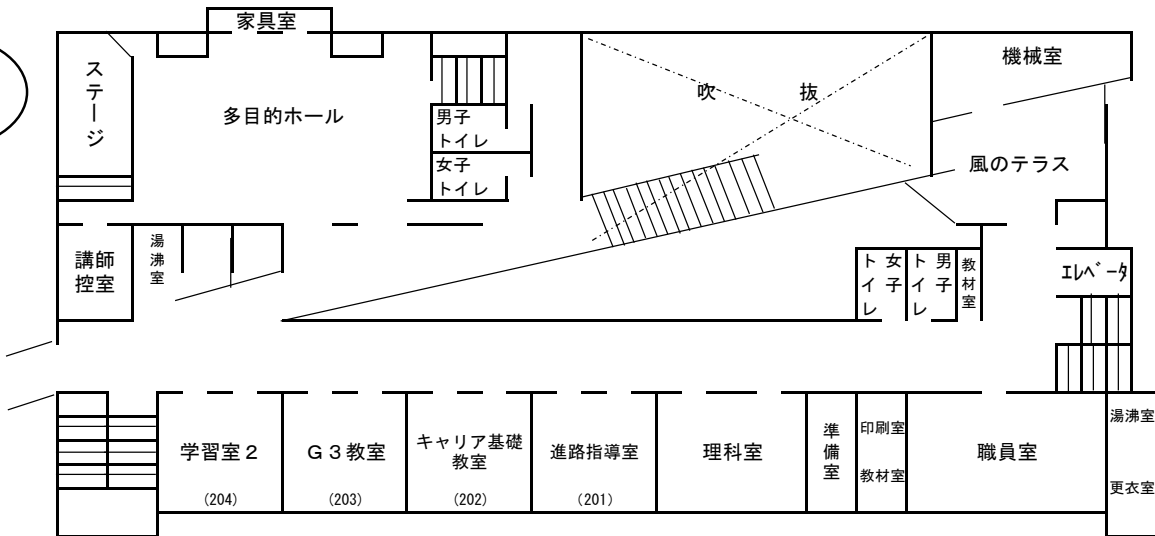 家具室
ステージ
多目的ホール
男子
トイレ
女子
トイレ
吹 抜
機械室
風のテラス
講師
控室
湯沸室
女子
トイレ
男子
トイレ
教材室
エレベータ
学習室2
(204)
G3教室
(203)
キャリア基礎
教室
(202)
進路指導室
(201)
理科室
準備室
印刷室
教材室
職員室
湯沸室
更衣室